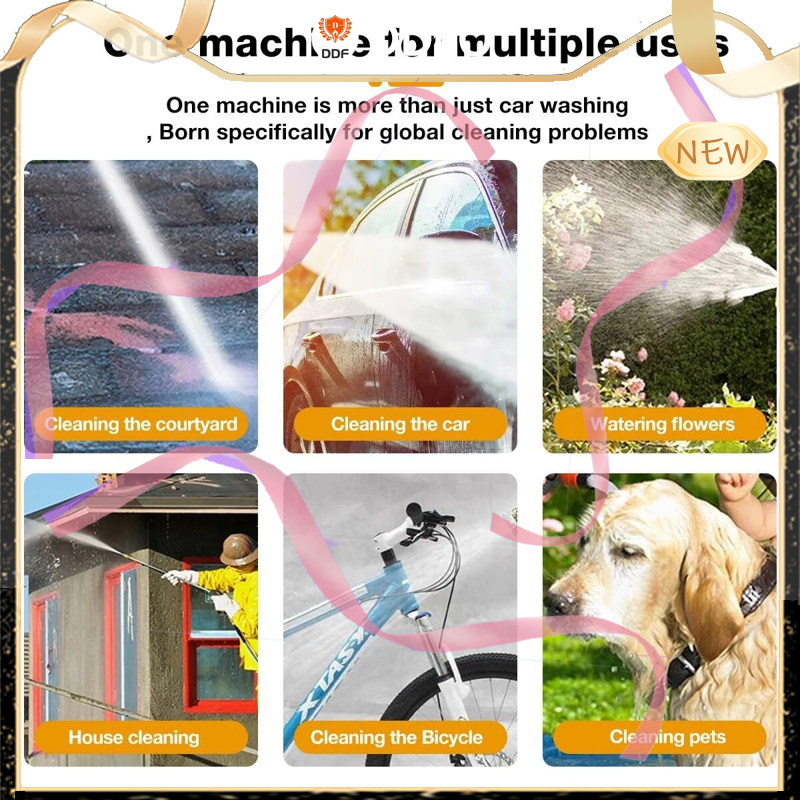 One machine for multiple uses
DDF
One machine is more than just car washing
, Born specifically for global cleaning problems
NEW
Cleaning the courtyard
Cleaning the car
Watering flowers
XTASY
House cleaning
Cleaning the Bicycle
Cleaning pets